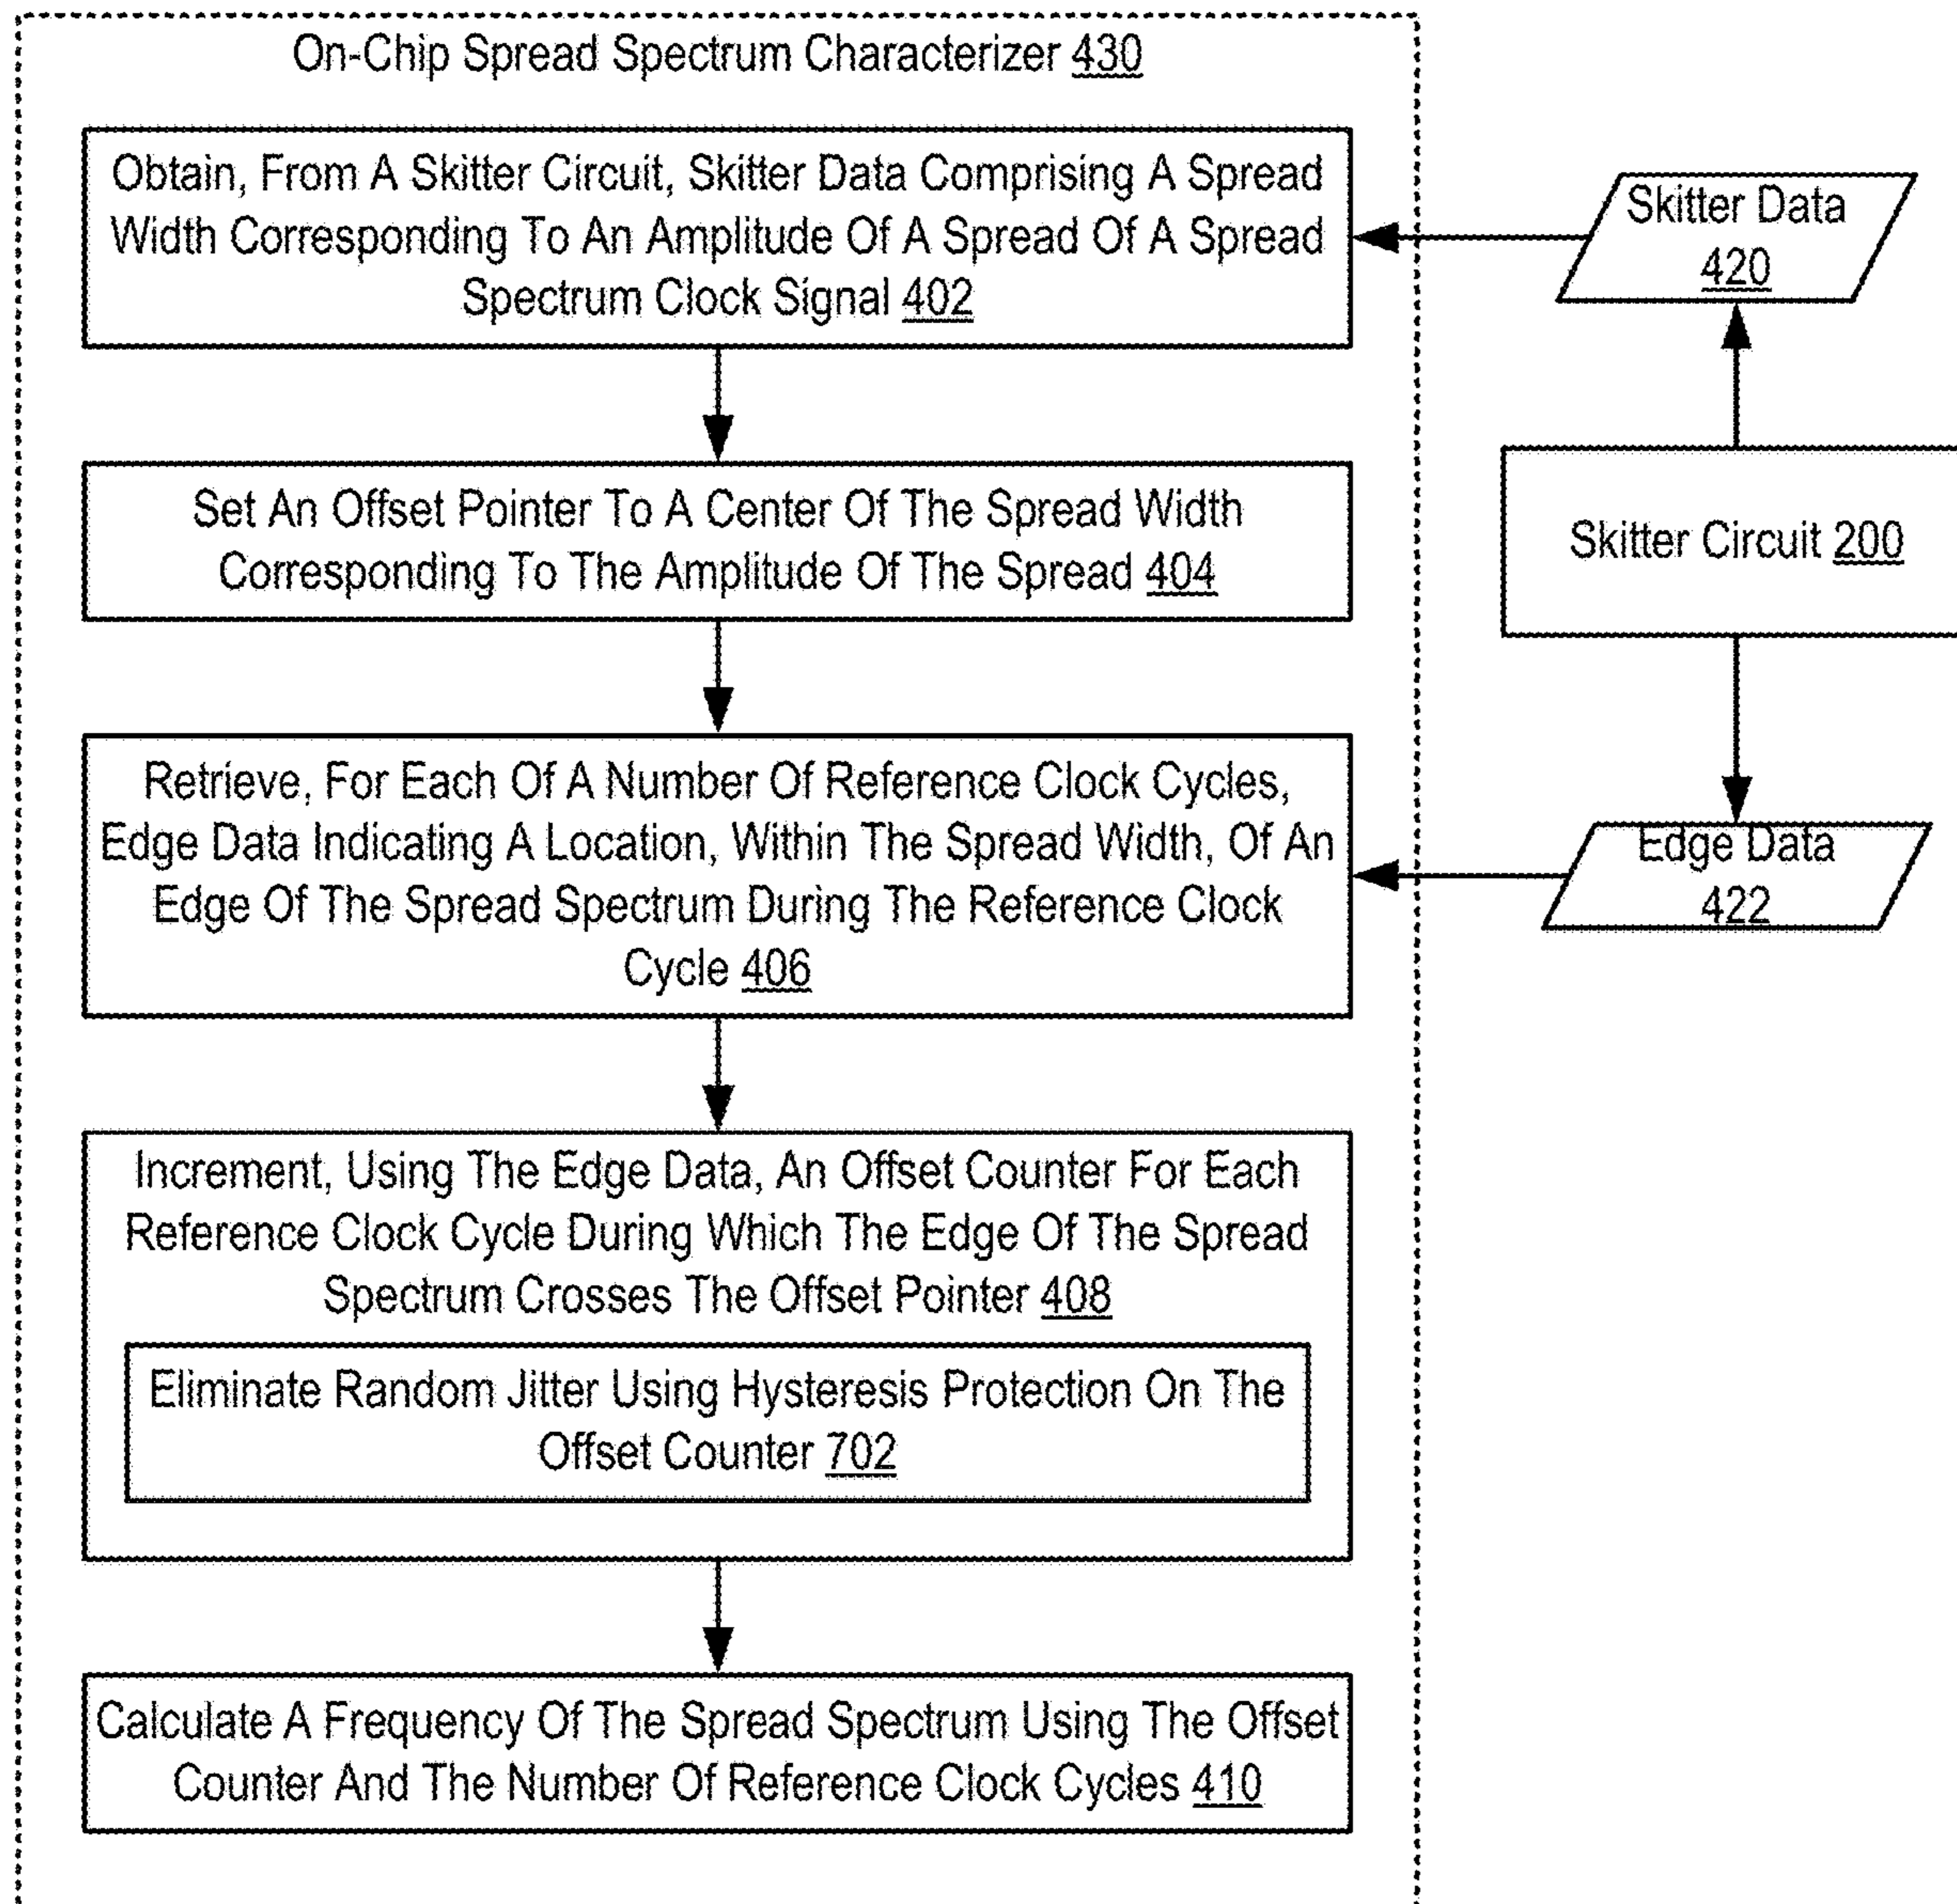 On-Chip Spread Spectrum Characterizer 430
Obtain, From A Skitter Circuit, Skitter Data Comprising A Spread
Width Corresponding To An Amplitude Of A Spread Of A Spread
Spectrum Clock Signal 402
Skitter Data
420
Set An Offset Pointer To A Center Of The Spread Width
Corresponding To The Amplitude Of The Spread 404
Skitter Circuit 200
Retrieve, For Each Of A Number Of Reference Clock Cycles,
Edge Data Indicating A Location, Within The Spread Width, Of An
Edge Of The Spread Spectrum During The Reference Clock
Cycle 406
Edge Data
422
Increment, Using The Edge Data, An Offset Counter For Each
Reference Clock Cycle During Which The Edge Of The Spread
Spectrum Crosses The Offset Pointer 408
Eliminate Random Jitter Using Hysteresis Protection On The
Offset Counter 702
Calculate A Frequency Of The Spread Spectrum Using The Offset
Counter And The Number Of Reference Clock Cycles 410